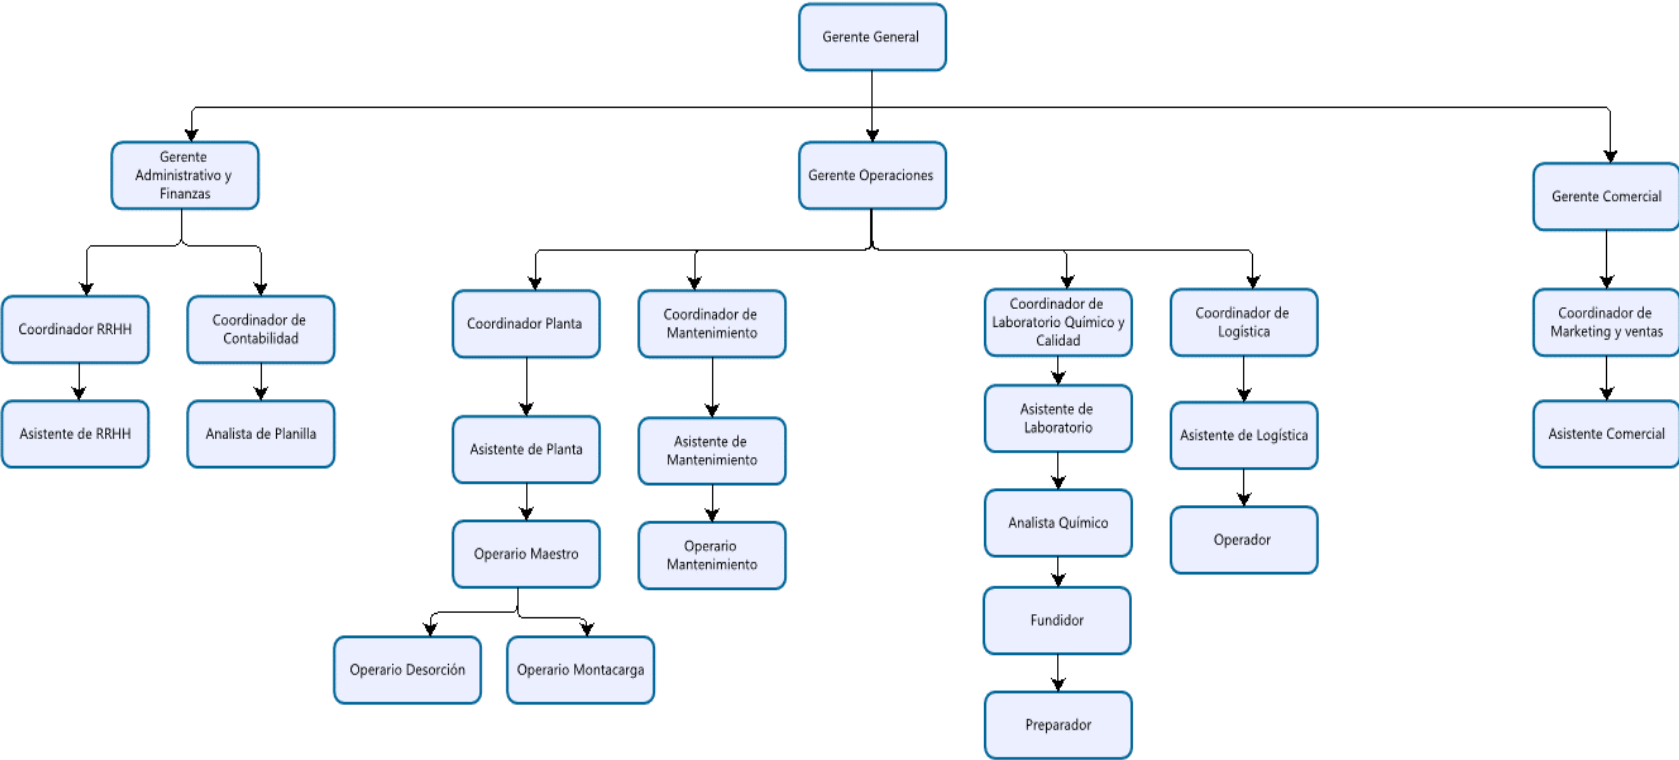 Gerente General
Gerente
Administrativo y
Finanzas
Gerente Operaciones
Gerente Comercial
Coordinador RRHH
Coordinador de
Contabilidad
Coordinador Planta
Coordinador de
Mantenimiento
Coordinador de
Laboratorio Químico y
Calidad
Coordinador de
Logística
Coordinador de
Marketing y ventas
Asistente de RRHH
Analista de Planilla
Asistente de Planta
Asistente de
Mantenimiento
Asistente de
Laboratorio
Asistente de Logística
Asistente Comercial
Operario Maestro
Operario
Mantenimiento
Analista Químico
Operador
Fundidor
Operario Desorción
Operario Montacarga
Preparador